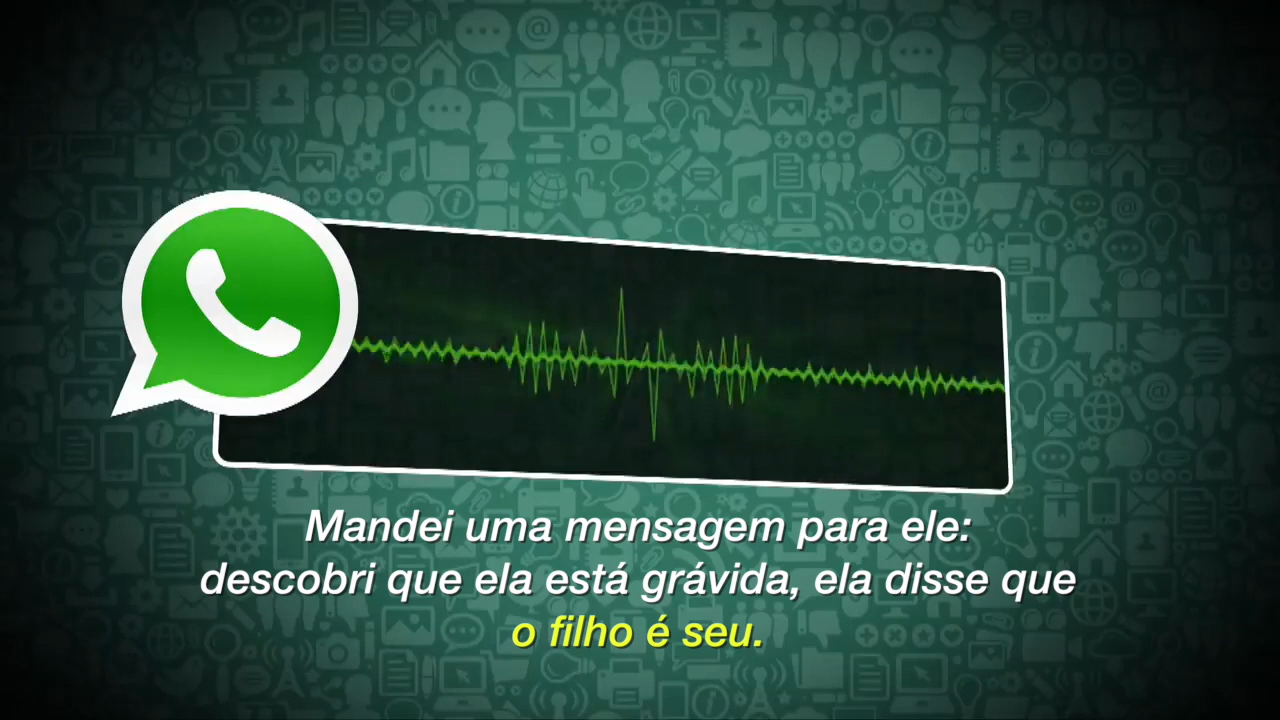 Mandei uma mensagem para ele:
descobri que ela está grávida, ela disse que
o filho é seu.